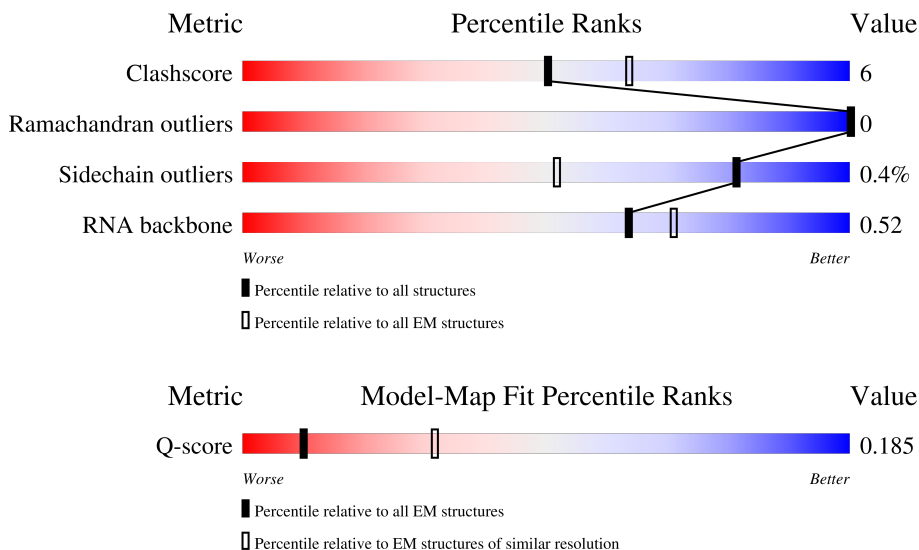 Metric Percentile Ranks Value
Clashscore 6
Ramachandran outliers 0
Sidechain outliers 0.4%
RNA backbone 0.52
Worse Better
Percentile relative to all structures
Percentile relative to all EM structures
Metric Model-Map Fit Percentile Ranks Value
Q-score 0.185
Worse Better
Percentile relative to all EM structures
Percentile relative to EM structures of similar resolution